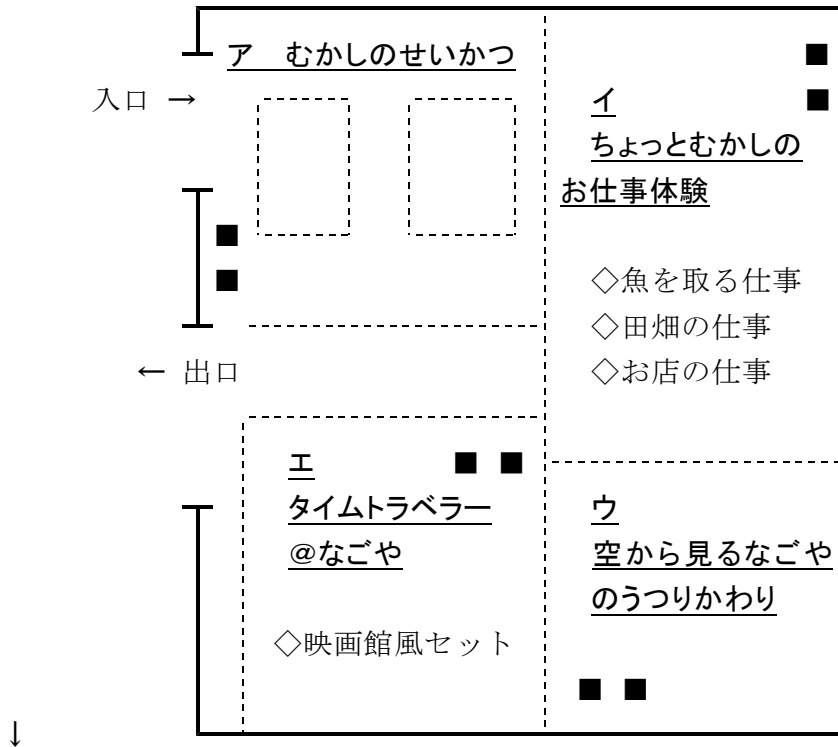 ア　むかしのせいかつ
入口 →
← 出口
イ
ちょっとむかしの
お仕事体験
◇魚を取る仕事
◇田畑の仕事
◇お店の仕事
エ
タイムトラベラー
＠なごや
◇映画館風セット
ウ
空から見るなごや
のうつりかわり
↓